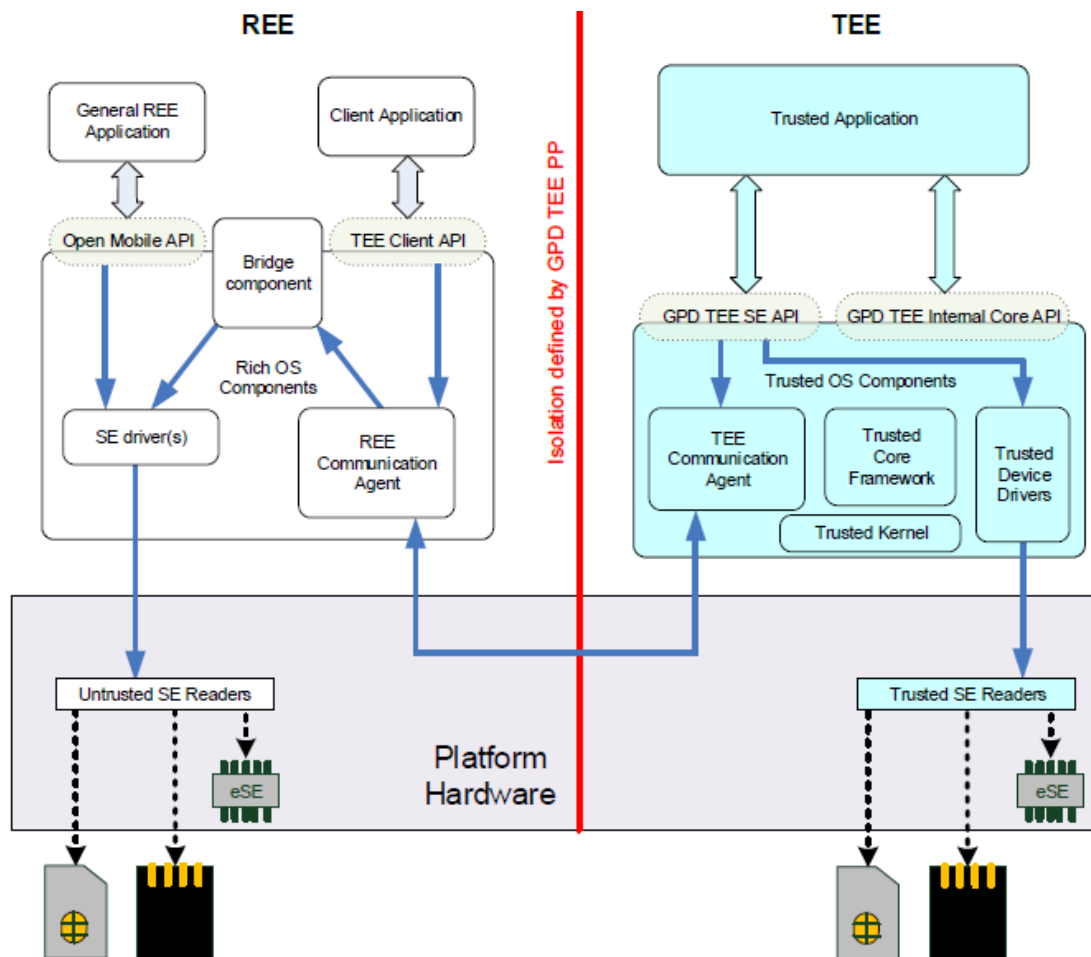 REE
TEE
General REE
Application
Client Application
Trusted Application
Isolation defined by GPD TEE PP
Open Mobile API
Bridge
component
TEE Client API
GPD TEE SE API
GPD TEE Internal Core API
Rich OS
Components
Trusted OS Components
SE driver(s)
REE
Communication
Agent
TEE
Communication
Agent
Trusted
Core
Framework
Trusted
Device
Drivers
Trusted Kernel
Untrusted SE Readers
Trusted SE Readers
eSE
Platform
Hardware
eSE